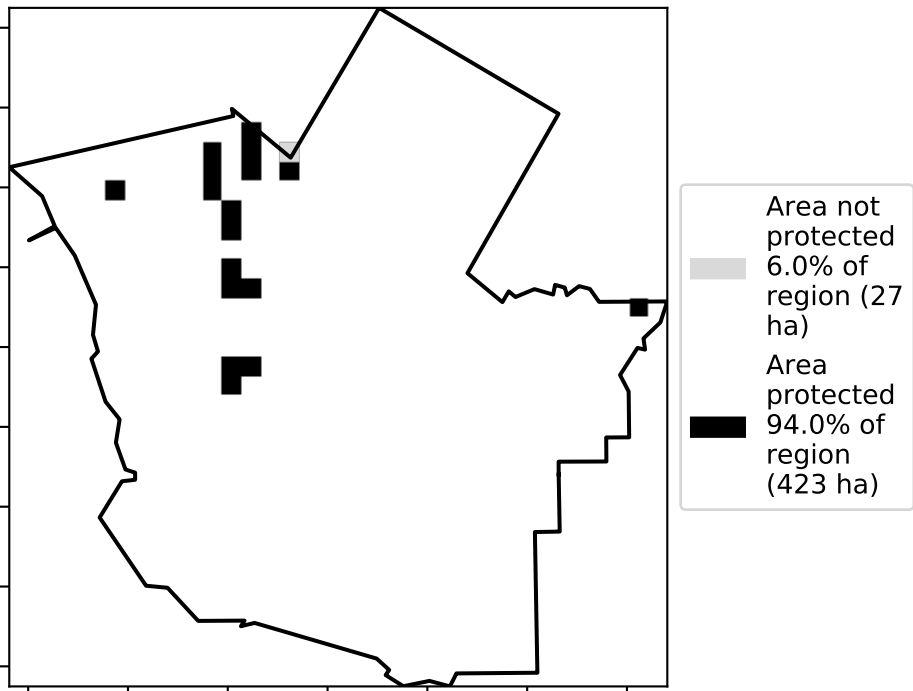 Area not
protected
6.0% of
region (27
ha)
Area
protected
94.0% of
region
(423 ha)